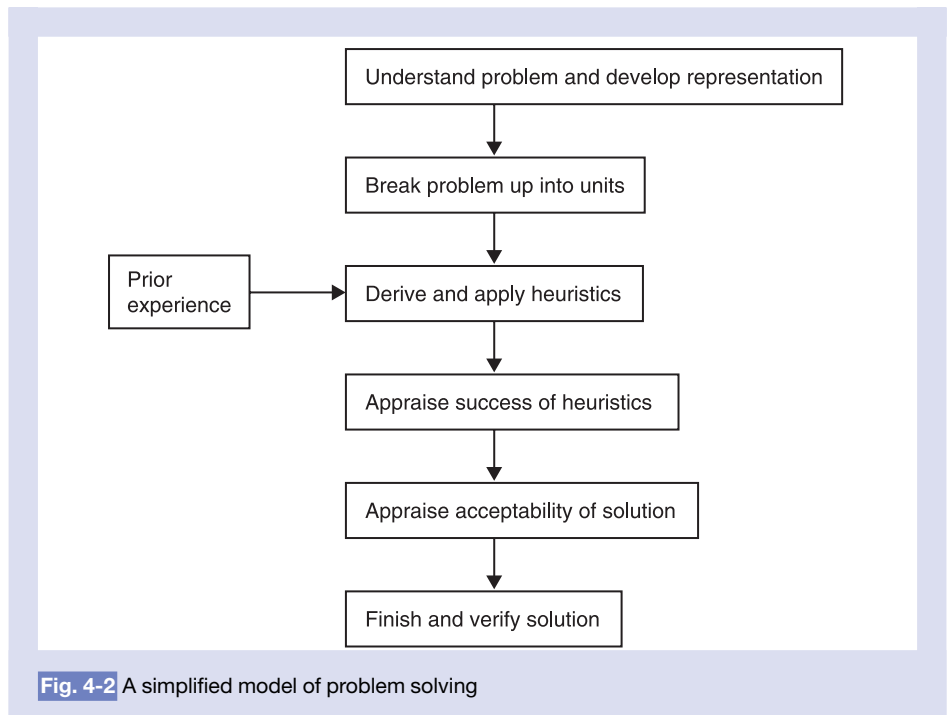 Understand problem and develop representation
Break problem up into units
Prior
experience
Derive and apply heuristics
Appraise success of heuristics
Appraise acceptability of solution
Finish and verify solution
Fig. 4-2 A simplified model of problem solving